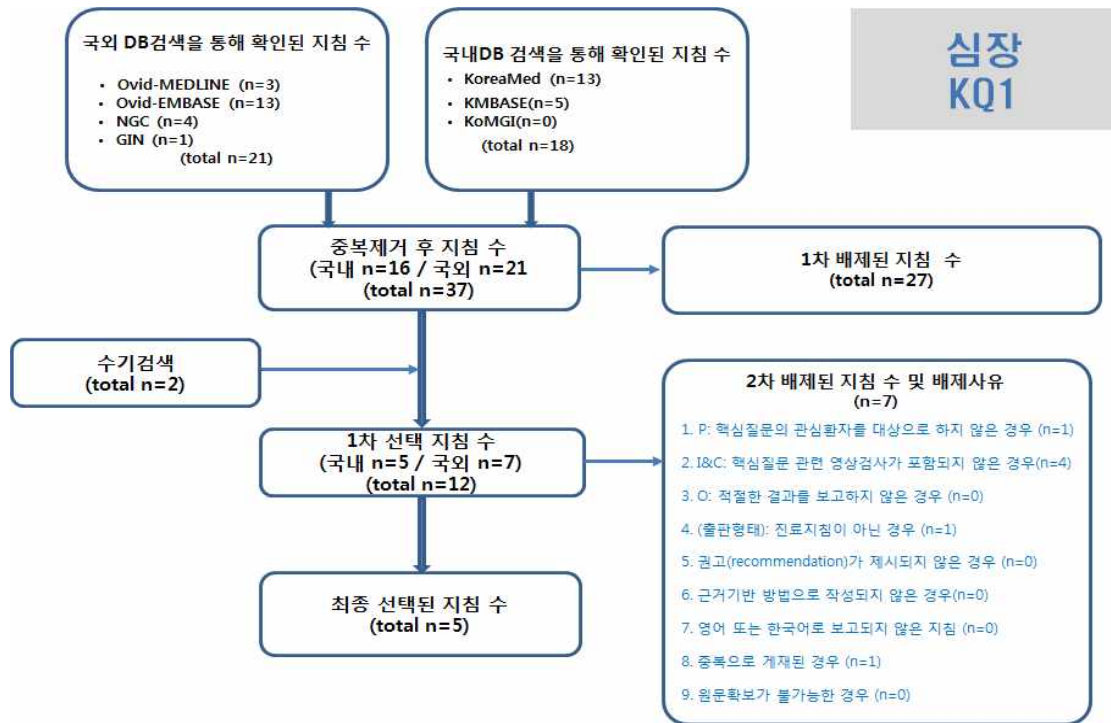 국외 DB검색을 통해 확인된 지침 수
• Ovid-MEDLINE (n=3)
• Ovid-EMBASE (n=13)
• NGC (n=4)
• GIN (n=1)
(total n=21)
국내DB 검색을 통해 확인된 지침 수
• KoreaMed (n=13)
• KMBASE(n=5)
• KoMGI(n=0)
(total n=18)
심장
KQ1
중복제거 후 지침 수
(국내 n=16 / 국외 n=21
(total n=37)
1차 배제된 지침 수
(total n=27)
수기검색
(total n=2)
1차 선택 지침 수
(국내 n=5 / 국외 n=7)
(total n=12)
2차 배제된 지침 수 및 배제사유
(n=7)
1. P: 핵심질문의 관심환자를 대상으로 하지 않은 경우 (n=1)
2. I&C: 핵심질문 관련 영상검사가 포함되지 않은 경우(n=4)
3. O: 적절한 결과를 보고하지 않은 경우 (n=0)
4. (출판형태): 진료지침이 아닌 경우 (n=1)
5. 권고(recommendation)가 제시되지 않은 경우 (n=0)
6. 근거기반 방법으로 작성되지 않은 경우(n=0)
7. 영어 또는 한국어로 보고되지 않은 지침 (n=0)
8. 중복으로 게재된 경우 (n=1)
9. 원문확보가 불가능한 경우 (n=0)
최종 선택된 지침 수
(total n=5)